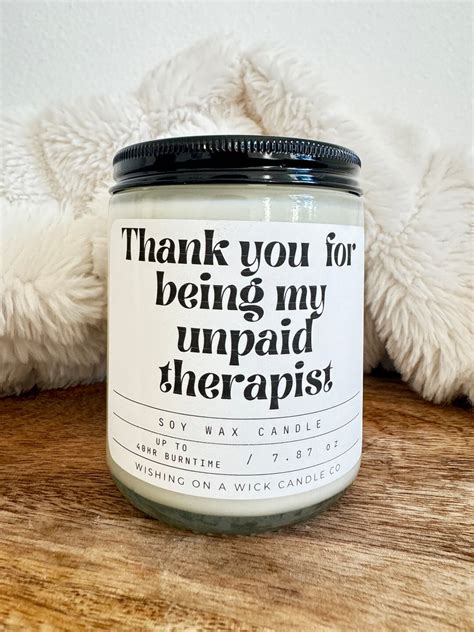 Thank you for
being my
unpaid
therapist
SOY WAX CANDLE
UP TO
40HR BURNTIME / 7.87 oz
WISHING ON A WICK CANDLE CO